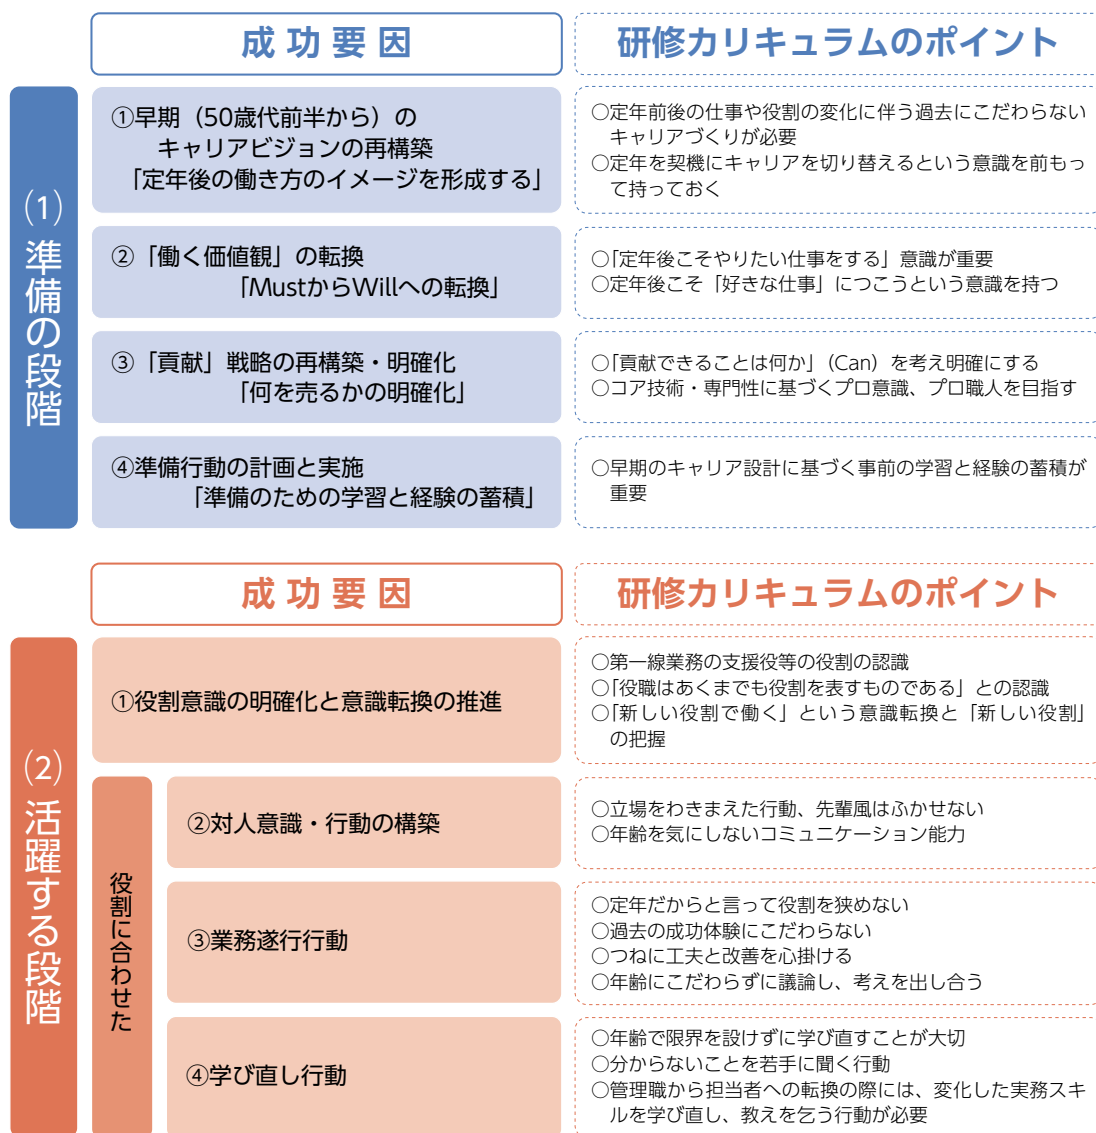 成功要因
研修カリキュラムのポイント
(1)準備の段階
①早期（50歳代前半から）の
キャリアビジョンの再構築
「定年後の働き方のイメージを形成する」
○定年前後の仕事や役割の変化に伴う過去にこだわらない
キャリアづくりが必要
○定年を契機にキャリアを切り替えるという意識を前もっ
て持っておく
②「働く価値観」の転換
「MustからWillへの転換」
○「定年後こそやりたい仕事をする」意識が重要
○定年後こそ「好きな仕事」につこうという意識を持つ
③「貢献」戦略の再構築・明確化
「何を売るかの明確化」
○「貢献できることは何か」（Can）を考え明確にする
○コア技術・専門性に基づくプロ意識、プロ職人を目指す
④準備行動の計画と実施
「準備のための学習と経験の蓄積」
○早期のキャリア設計に基づく事前の学習と経験の蓄積が
重要
成功要因
研修カリキュラムのポイント
(2)活躍する段階
①役割意識の明確化と意識転換の推進
○第一線業務の支援役等の役割の認識
○「役職はあくまでも役割を表すものである」との認識
○「新しい役割で働く」という意識転換と「新しい役割」
の把握
役割に合わせた
②対人意識・行動の構築
○立場をわきまえた行動、先輩風はふかせない
○年齢を気にしないコミュニケーション能力
③業務遂行行動
○定年だからと言って役割を狭めない
○過去の成功体験にこだわらない
○つねに工夫と改善を心掛ける
○年齢にこだわらずに議論し、考えを出し合う
④学び直し行動
○年齢で限界を設けずに学び直すことが大切
○分からないことを若手に聞く行動
○管理職から担当者への転換の際には、変化した実務スキ
ルを学び直し、教えを乞う行動が必要